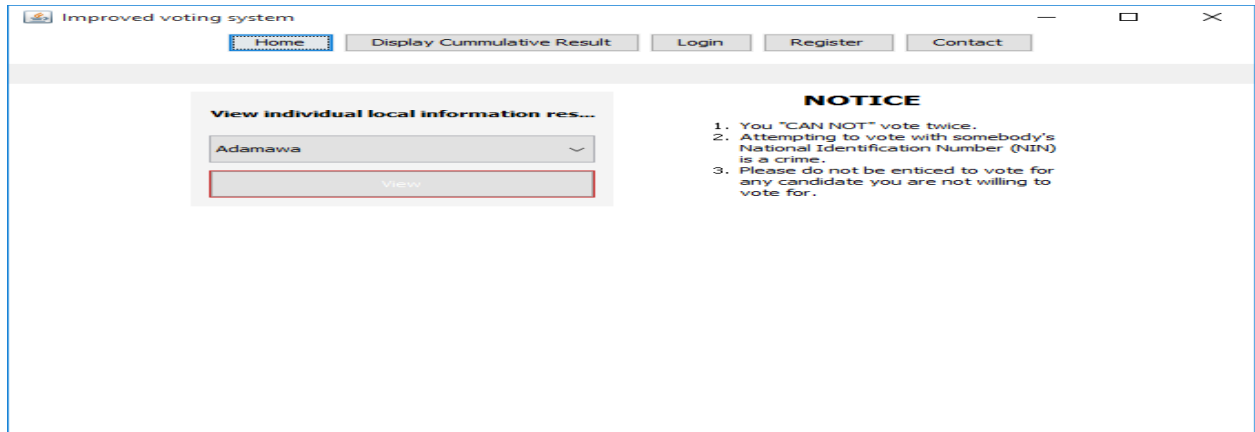 Improved voting system
Home Display Cummulative Result Login Register Contact
View individual local information res...
Adamawa
View
NOTICE
1. You "CAN NOT" vote twice.
2. Attempting to vote with somebody's
National Identification Number (NIN)
is a crime.
3. Please do not be enticed to vote for
any candidate you are not willing to
vote for.